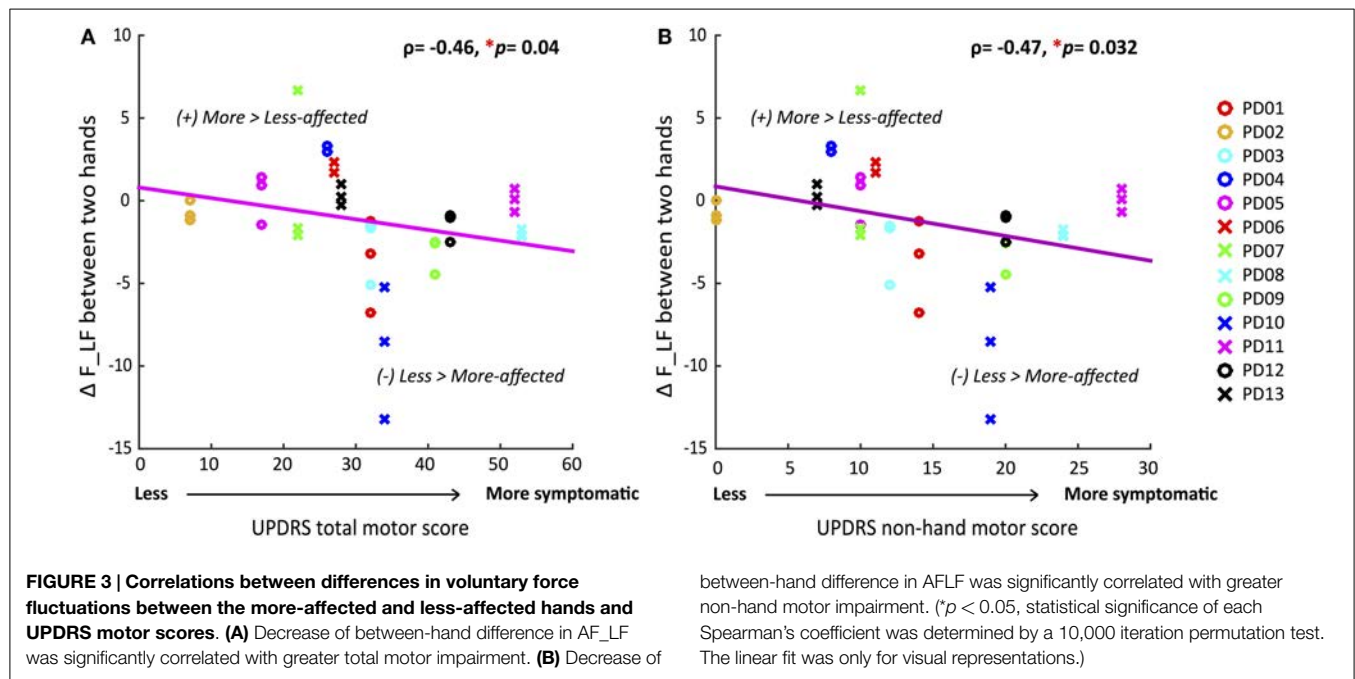 A
ρ= -0.46, *p= 0.04
10
5
0
-5
-10
-15
Δ F_LF between two hands
(+) More > Less-affected
(-) Less > More-affected
0 10 20 30 40 50 60
Less More symptomatic
UPDRS total motor score
B
ρ= -0.47, *p= 0.032
10
5
0
-5
-10
-15
Δ F_LF between two hands
(+) More > Less-affected
(-) Less > More-affected
0 5 10 15 20 25 30
Less More symptomatic
UPDRS non-hand motor score
PD01
PD02
PD03
PD04
PD05
PD06
PD07
PD08
PD09
PD10
PD11
PD12
PD13
FIGURE 3 | Correlations between differences in voluntary force
fluctuations between the more-affected and less-affected hands and
UPDRS motor scores. (A) Decrease of between-hand difference in AF_LF
was significantly correlated with greater total motor impairment. (B) Decrease of
between-hand difference in AFLF was significantly correlated with greater
non-hand motor impairment. (*p < 0.05, statistical significance of each
Spearman's coefficient was determined by a 10,000 iteration permutation test.
The linear fit was only for visual representations.)